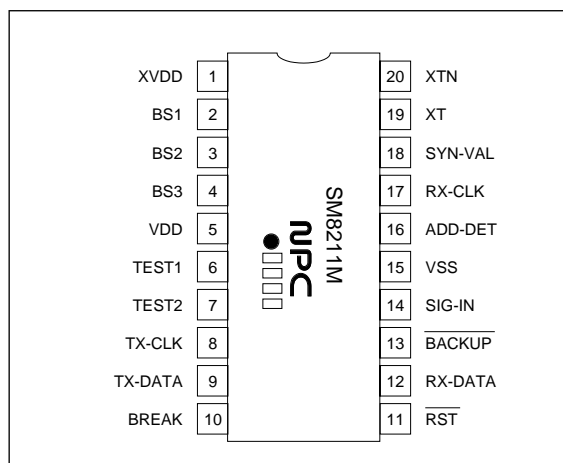 XVDD 1 20 XTN
BS1 2 19 XT
BS2 3 18 SYN-VAL
BS3 4 17 RX-CLK
VDD 5 16 ADD-DET
TEST1 6 15 VSS
TEST2 7 14 SIG-IN
TX-CLK 8 13 BACKUP
TX-DATA 9 12 RX-DATA
BREAK 10 11 RST
SM8211M
NPC